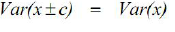 Var(x ± c) = Var(x)